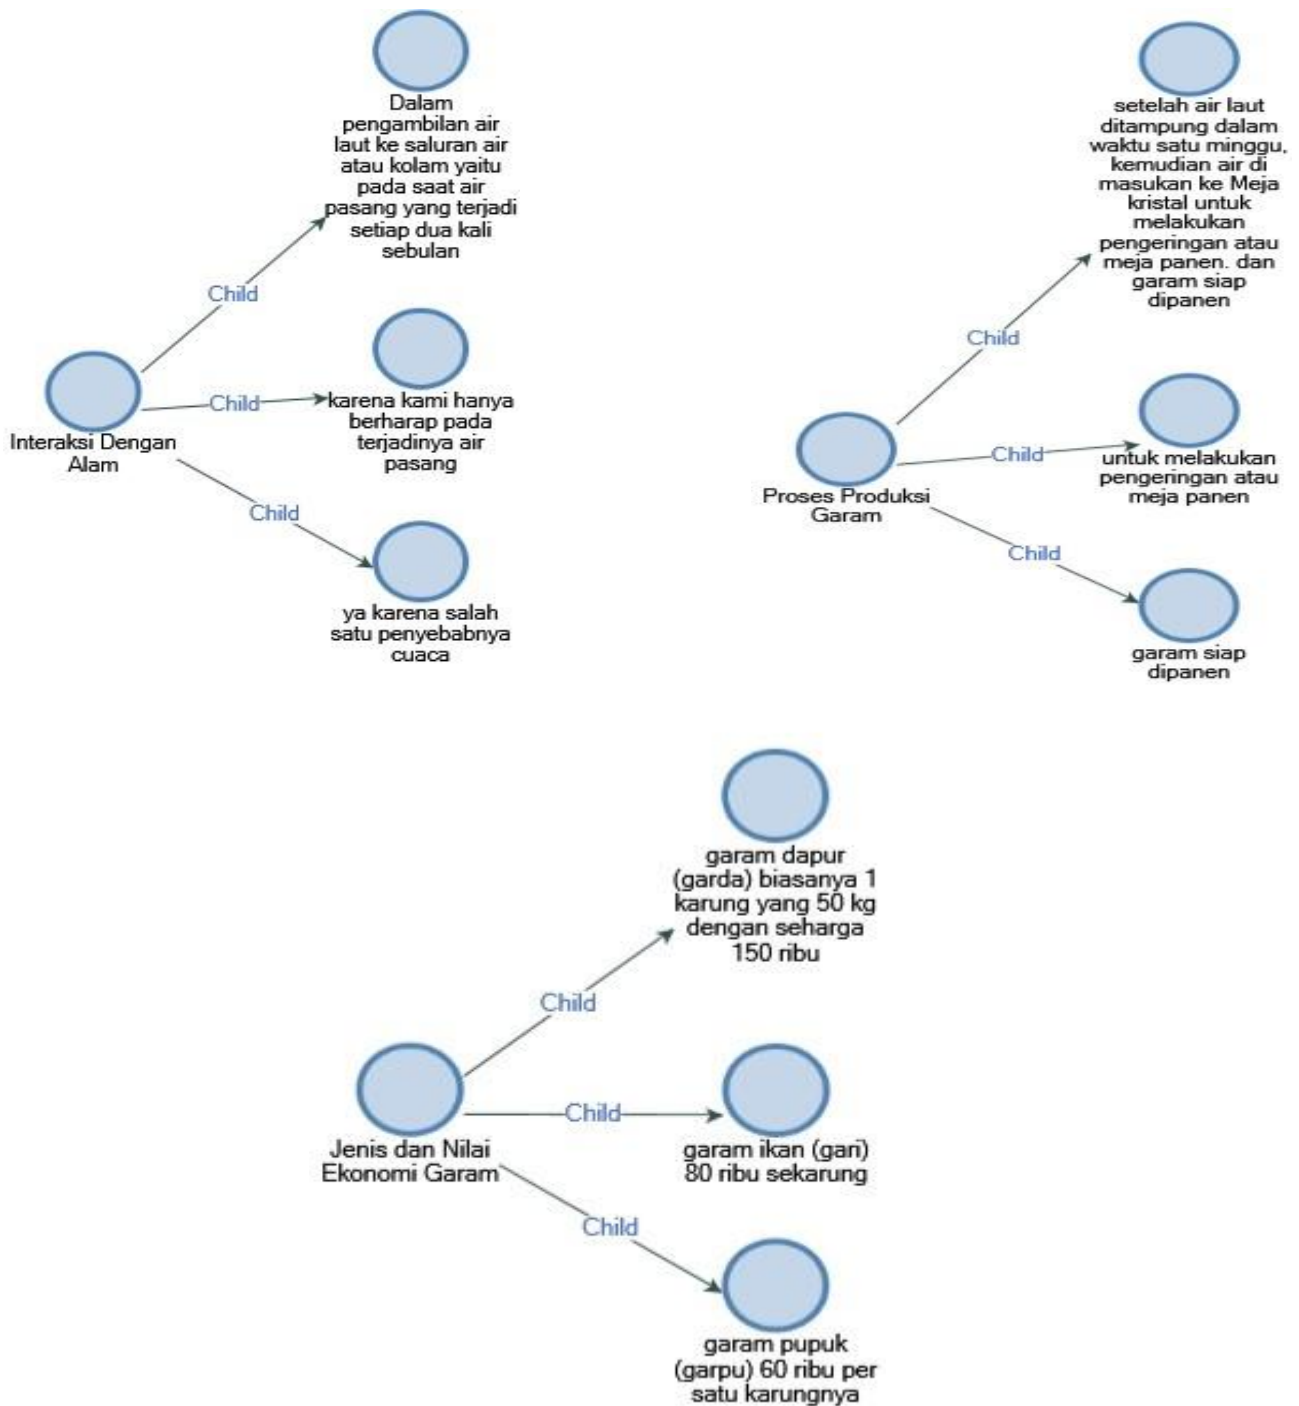 Dalam
pengambilan air
laut ke saluran air
atau kolam yaitu
pada saat air
pasang yang terjadi
setiap dua kali
sebulan
Child
Child
karena kami hanya
berharap pada
terjadinya air
pasang
Interaksi Dengan
Alam
Child
ya karena salah
satu penyebabnya
cuaca
setelah air laut
ditampung dalam
waktu satu minggu,
kemudian air di
masukan ke Meja
kristal untuk
melakukan
pengeringan atau
meja panen. dan
garam siap
dipanen
Child
Child
untuk melakukan
pengeringan atau
meja panen
Proses Produksi
Garam
Child
garam siap
dipanen
garam dapur
(garda) biasanya 1
karung yang 50 kg
dengan seharga
150 ribu
Child
Child
Jenis dan Nilai
Ekonomi Garam
garam ikan (gari)
80 ribu sekarung
Child
garam pupuk
(garpu) 60 ribu per
satu karungnya